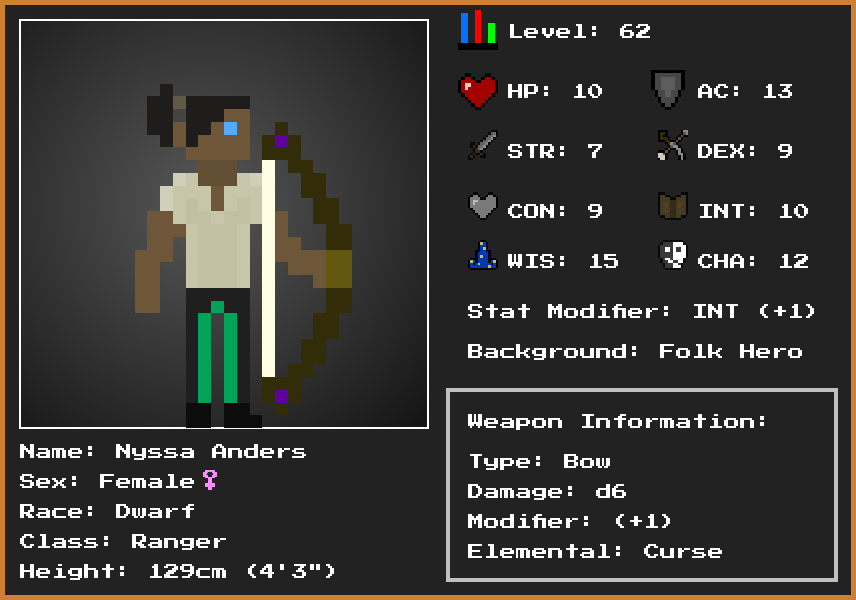 Level: 62
HP: 10 AC: 13
STR: 7 DEX: 9
CON: 9 INT: 10
WIS: 15 CHA: 12
Stat Modifier: INT (+1)
Background: Folk Hero
Weapon Information:
Type: Bow
Damage: d6
Modifier: (+1)
Elemental: Curse
Name: Nyssa Anders
Sex: Female♀
Race: Dwarf
Class: Ranger
Height: 129cm (4'3")